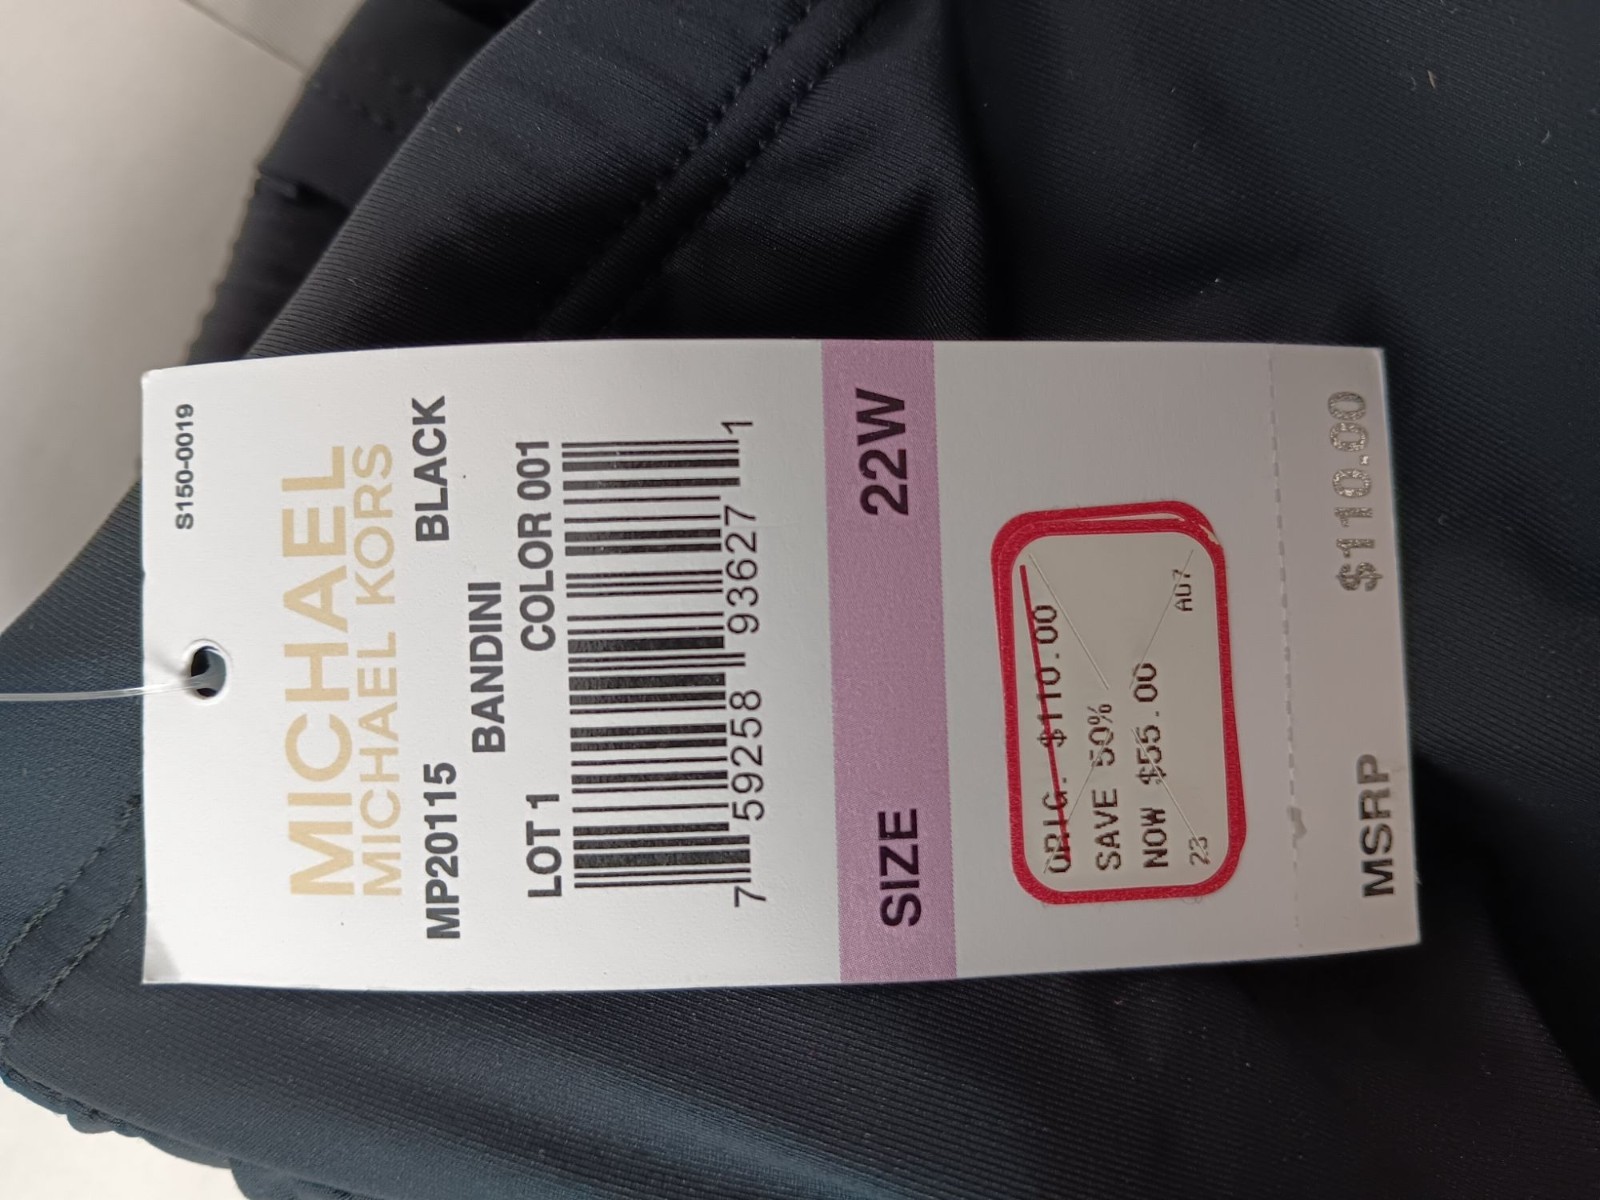 S150-0019
MICHAEL
MICHAEL KORS
MP20115 BLACK
BANDINI
LOT 1 COLOR 001
7 59258 93627 1
SIZE 22W
ORIG. $110.00
SAVE 50%
NOW $55.00
23 A07
MSRP $110.00